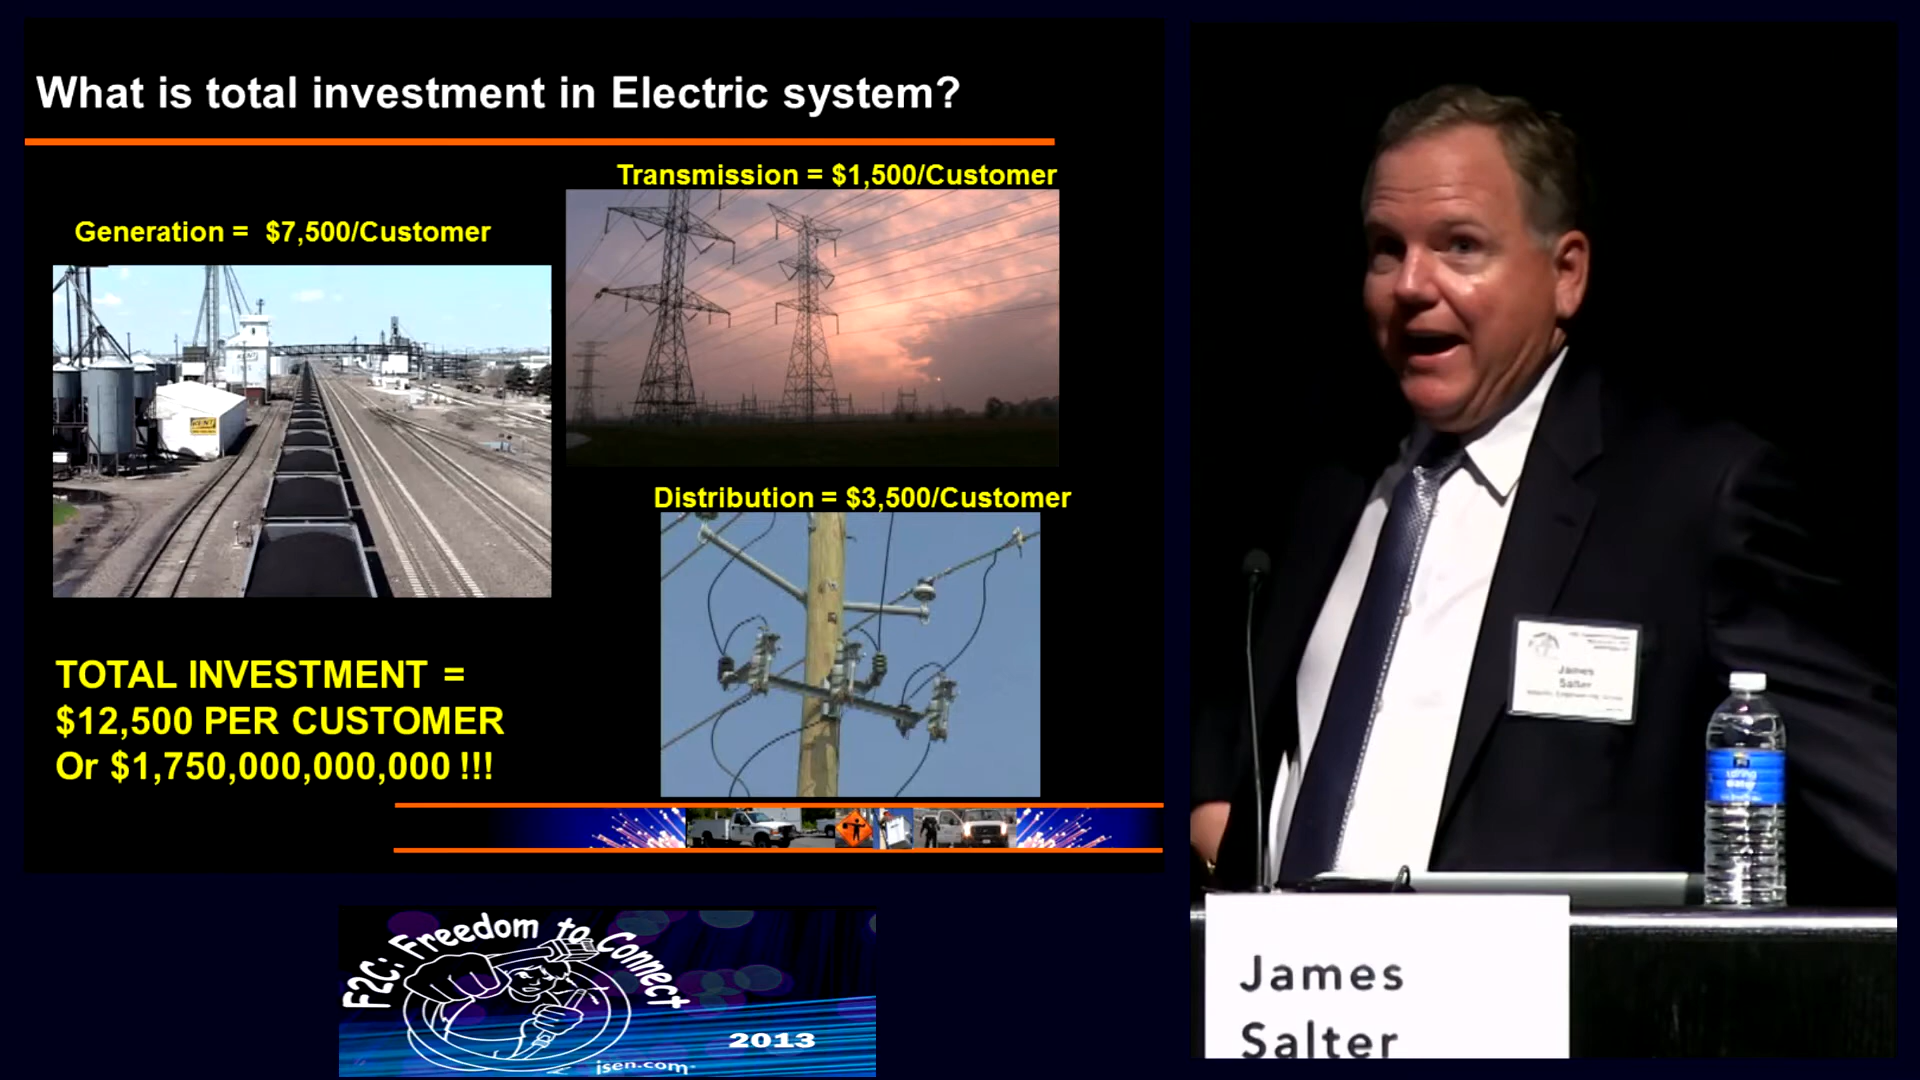 What is total investment in Electric system?
Transmission = $1,500/Customer
Generation = $7,500/Customer
Distribution = $3,500/Customer
TOTAL INVESTMENT =
$12,500 PER CUSTOMER
Or $1,750,000,000,000 !!!
F2C: Freedom to Connect
2013
isen.com
James
Salter
James
Salter